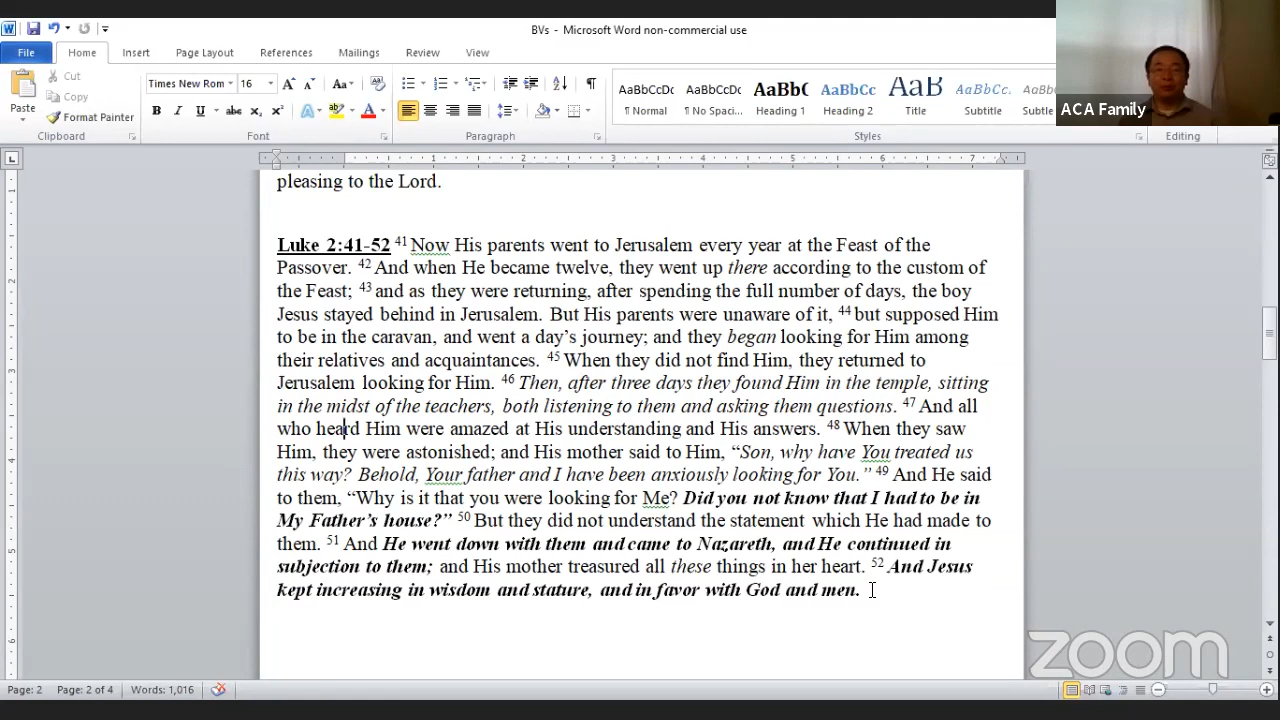 BVs - Microsoft Word non-commercial use
File Home Insert Page Layout References Mailings Review View
Paste
Cut
Copy
Format Painter
Times New Rom 16
Aa
B I U abc x₂ x²
A ab A
AaBbCcDc AaBbCcDc AaBbC AaBbCc AaB AaBbCc. AaBbCcD
¶ Normal ¶ No Spaci... Heading 1 Heading 2 Title Subtitle Subtle
Clipboard Font Paragraph Styles Editing
ACA Family
1 2 3 4 5 6 7
pleasing to the Lord.
Luke 2:41-52 41 Now His parents went to Jerusalem every year at the Feast of the
Passover. 42 And when He became twelve, they went up there according to the custom of
the Feast; 43 and as they were returning, after spending the full number of days, the boy
Jesus stayed behind in Jerusalem. But His parents were unaware of it, 44 but supposed Him
to be in the caravan, and went a day’s journey; and they began looking for Him among
their relatives and acquaintances. 45 When they did not find Him, they returned to
Jerusalem looking for Him. 46 Then, after three days they found Him in the temple, sitting
in the midst of the teachers, both listening to them and asking them questions. 47 And all
who heard Him were amazed at His understanding and His answers. 48 When they saw
Him, they were astonished; and His mother said to Him, “Son, why have You treated us
this way? Behold, Your father and I have been anxiously looking for You.” 49 And He said
to them, “Why is it that you were looking for Me? Did you not know that I had to be in
My Father’s house?” 50 But they did not understand the statement which He had made to
them. 51 And He went down with them and came to Nazareth, and He continued in
subjection to them; and His mother treasured all these things in her heart. 52 And Jesus
kept increasing in wisdom and stature, and in favor with God and men.
zoom
Page: 2 Page: 2 of 4 Words: 1,016